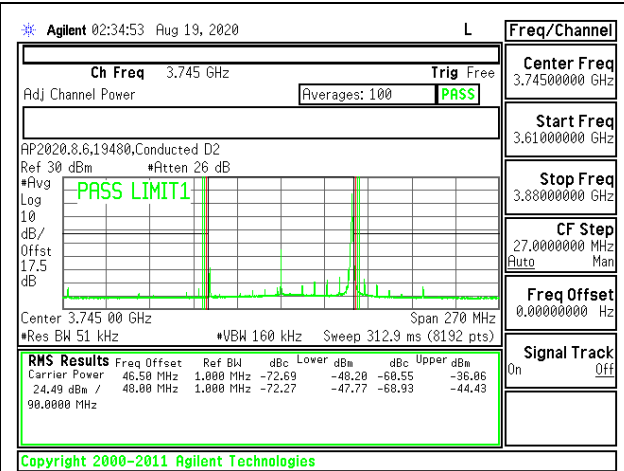 Agilent 02:34:53 Aug 19, 2020 L
Freq/Channel
Ch Freq 3.745 GHz Trig Free
Adj Channel Power Averages: 100 PASS
AP2020.8.6,19480,Conducted D2
Ref 30 dBm #Atten 26 dB
#Avg
Log
10
dB/
Offst
17.5
dB
PASS LIMIT1
Center 3.745 00 GHz Span 270 MHz
#Res BW 51 kHz #VBW 160 kHz Sweep 312.9 ms (8192 pts)
RMS Results Freq Offset Ref BW dBc Lower dBm dBc Upper dBm
Carrier Power 46.50 MHz 1.000 MHz -72.69 -48.20 -60.55 -36.06
24.49 dBm / 48.00 MHz 1.000 MHz -72.27 -47.77 -68.93 -44.43
90.0000 MHz
Copyright 2000-2011 Agilent Technologies
Center Freq
3.74500000 GHz
Start Freq
3.61000000 GHz
Stop Freq
3.88000000 GHz
CF Step
27.0000000 MHz
Auto Man
Freq Offset
0.00000000 Hz
Signal Track
On Off